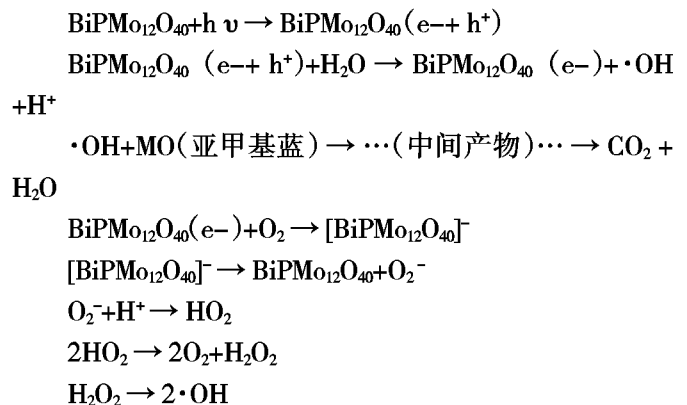 BiPMo₁₂O₄₀+h υ → BiPMo₁₂O₄₀(e-+ h⁺)
BiPMo₁₂O₄₀ (e-+ h⁺)+H₂O → BiPMo₁₂O₄₀ (e-)+·OH
+H⁺
·OH+MO(亚甲基蓝)→…(中间产物)…→ CO₂ +
H₂O
BiPMo₁₂O₄₀(e-)+O₂ → [BiPMo₁₂O₄₀]⁻
[BiPMo₁₂O₄₀]⁻ → BiPMo₁₂O₄₀+O₂⁻
O₂⁻+H⁺ → HO₂
2HO₂ → 2O₂+H₂O₂
H₂O₂ → 2·OH